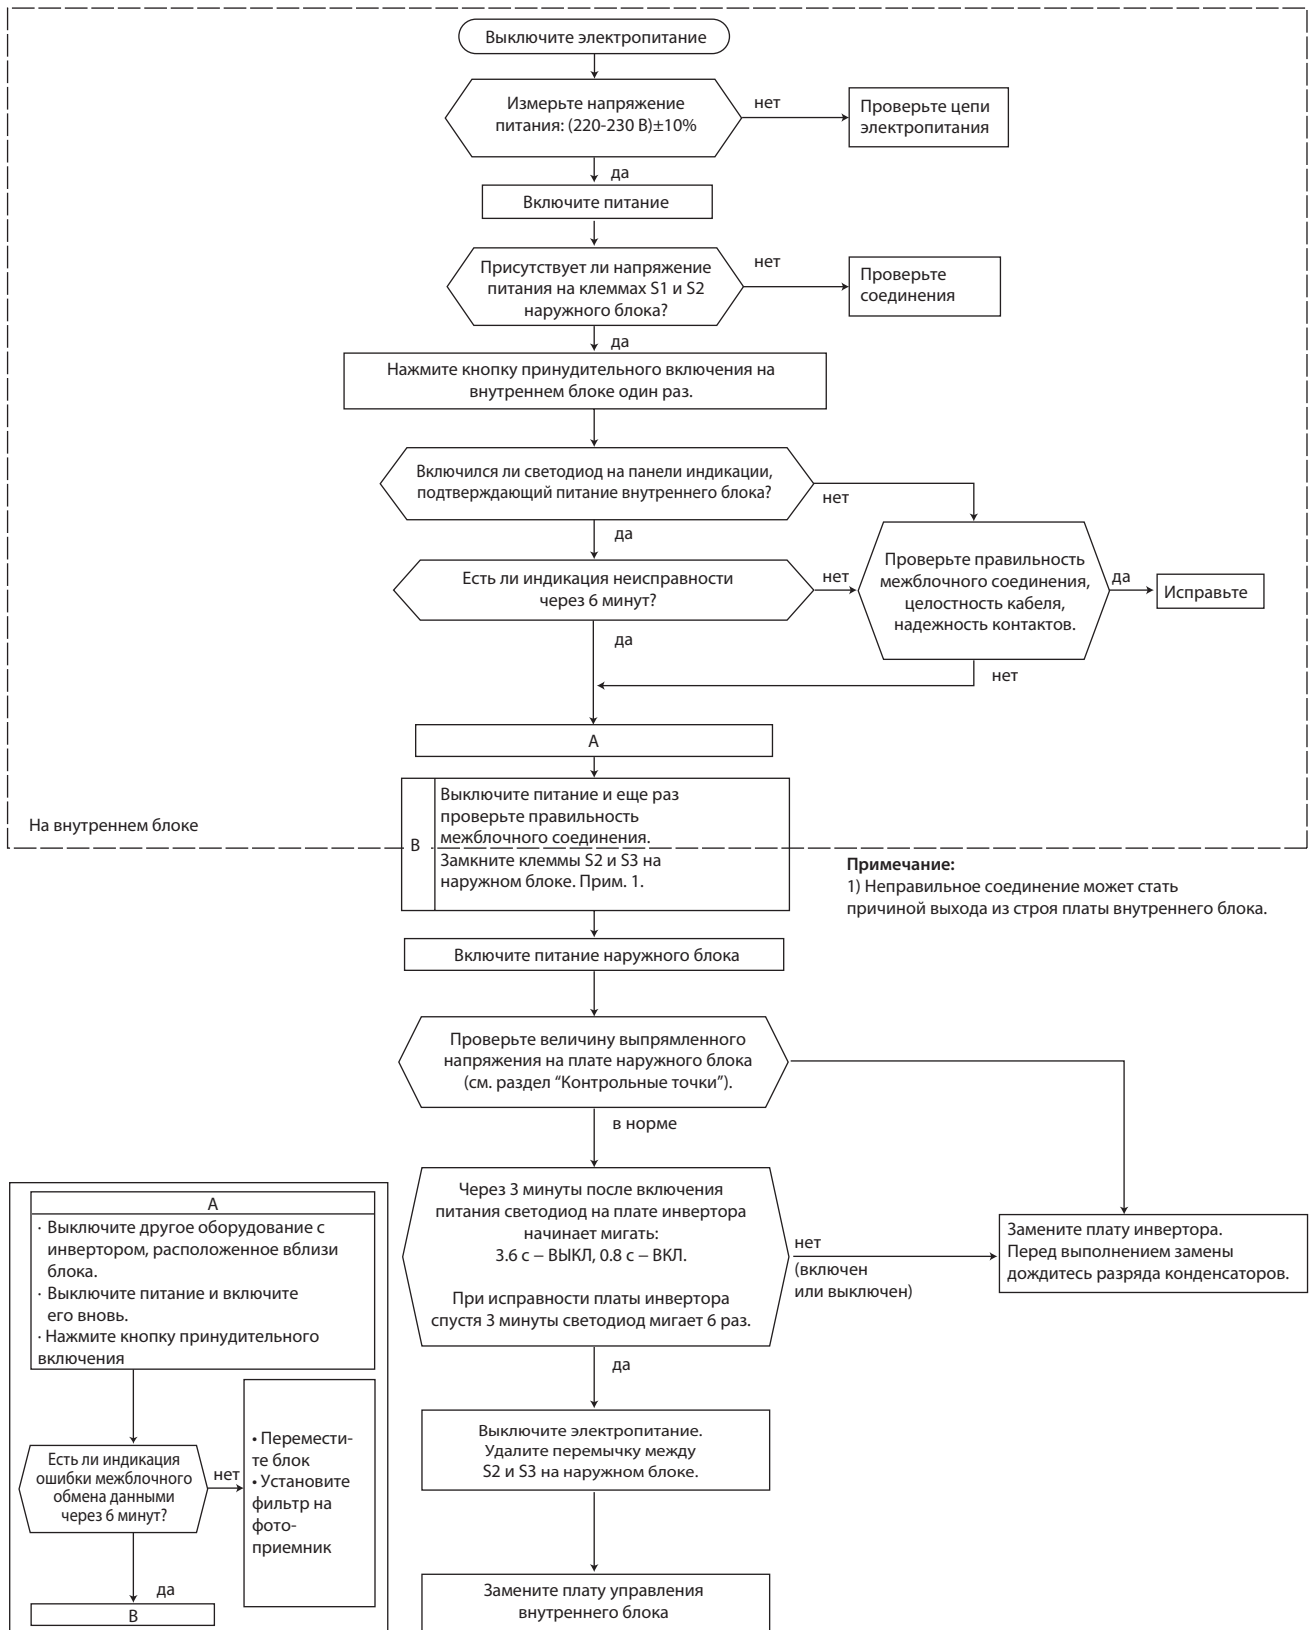 Выключите электропитание
Измерьте напряжение
питания: (220-230 В)±10%
нет
Проверьте цепи
электропитания
да
Включите питание
Присутствует ли напряжение
питания на клеммах S1 и S2
наружного блока?
нет
Проверьте
соединения
да
Нажмите кнопку принудительного включения на
внутреннем блоке один раз.
Включился ли светодиод на панели индикации,
подтверждающий питание внутреннего блока?
нет
да
Есть ли индикация неисправности
через 6 минут?
нет
Проверьте правильность
межблочного соединения,
целостность кабеля,
надежность контактов.
да
Исправьте
да
нет
A
B
Выключите питание и еще раз
проверьте правильность
межблочного соединения.
Замкните клеммы S2 и S3 на
наружном блоке. Прим. 1.
На внутреннем блоке
Примечание:
1) Неправильное соединение может стать
причиной выхода из строя платы внутреннего блока.
Включите питание наружного блока
Проверьте величину выпрямленного
напряжения на плате наружного блока
(см. раздел “Контрольные точки”).
в норме
Через 3 минуты после включения
питания светодиод на плате инвертора
начинает мигать:
3.6 с – ВЫКЛ, 0.8 с – ВКЛ.
При исправности платы инвертора
спустя 3 минуты светодиод мигает 6 раз.
нет
(включен
или выключен)
Замените плату инвертора.
Перед выполнением замены
дождитесь разряда конденсаторов.
да
Выключите электропитание.
Удалите перемычку между
S2 и S3 на наружном блоке.
Замените плату управления
внутреннего блока
A
· Выключите другое оборудование с
инвертором, расположенное вблизи
блока.
· Выключите питание и включите
его вновь.
· Нажмите кнопку принудительного
включения
Есть ли индикация
ошибки межблочного
обмена данными
через 6 минут?
нет
• Перемести-
те блок
• Установите
фильтр на
фото-
приемник
да
B